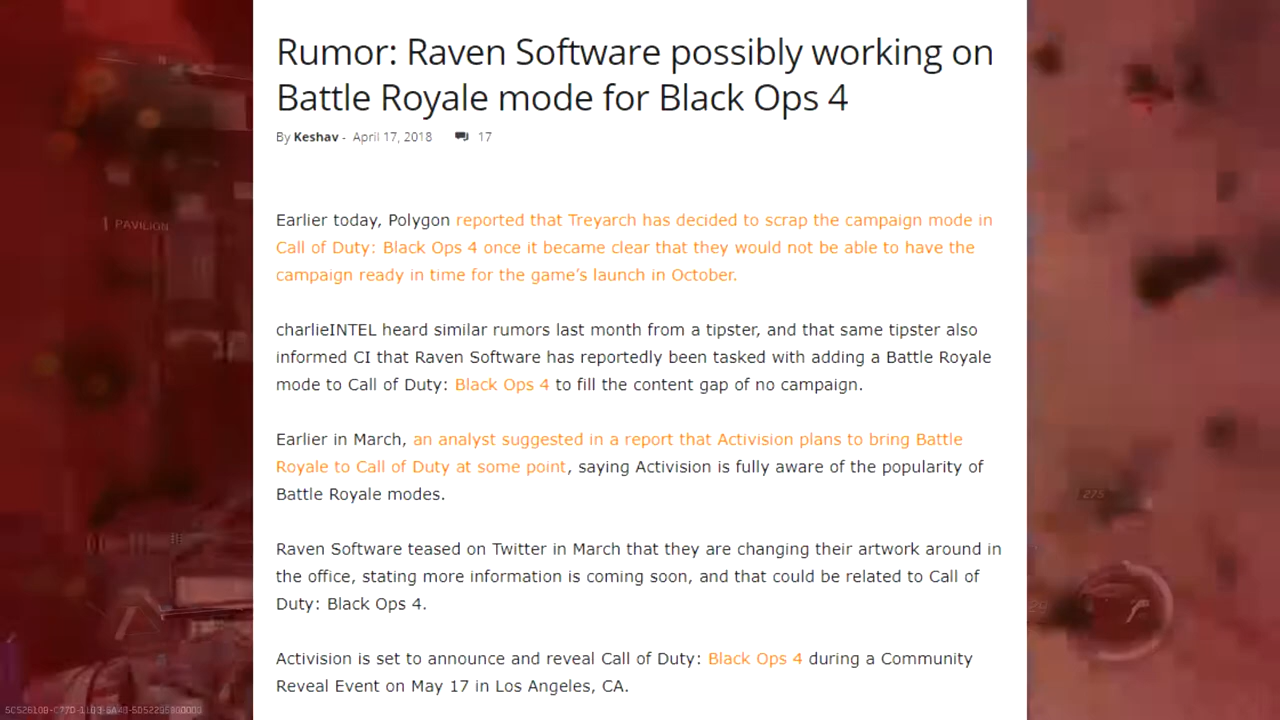 Rumor: Raven Software possibly working on
Battle Royale mode for Black Ops 4
By Keshav - April 17, 2018 17
Earlier today, Polygon reported that Treyarch has decided to scrap the campaign mode in
Call of Duty: Black Ops 4 once it became clear that they would not be able to have the
campaign ready in time for the game’s launch in October.
charlieINTEL heard similar rumors last month from a tipster, and that same tipster also
informed CI that Raven Software has reportedly been tasked with adding a Battle Royale
mode to Call of Duty: Black Ops 4 to fill the content gap of no campaign.
Earlier in March, an analyst suggested in a report that Activision plans to bring Battle
Royale to Call of Duty at some point, saying Activision is fully aware of the popularity of
Battle Royale modes.
Raven Software teased on Twitter in March that they are changing their artwork around in
the office, stating more information is coming soon, and that could be related to Call of
Duty: Black Ops 4.
Activision is set to announce and reveal Call of Duty: Black Ops 4 during a Community
Reveal Event on May 17 in Los Angeles, CA.
PAVILION
275